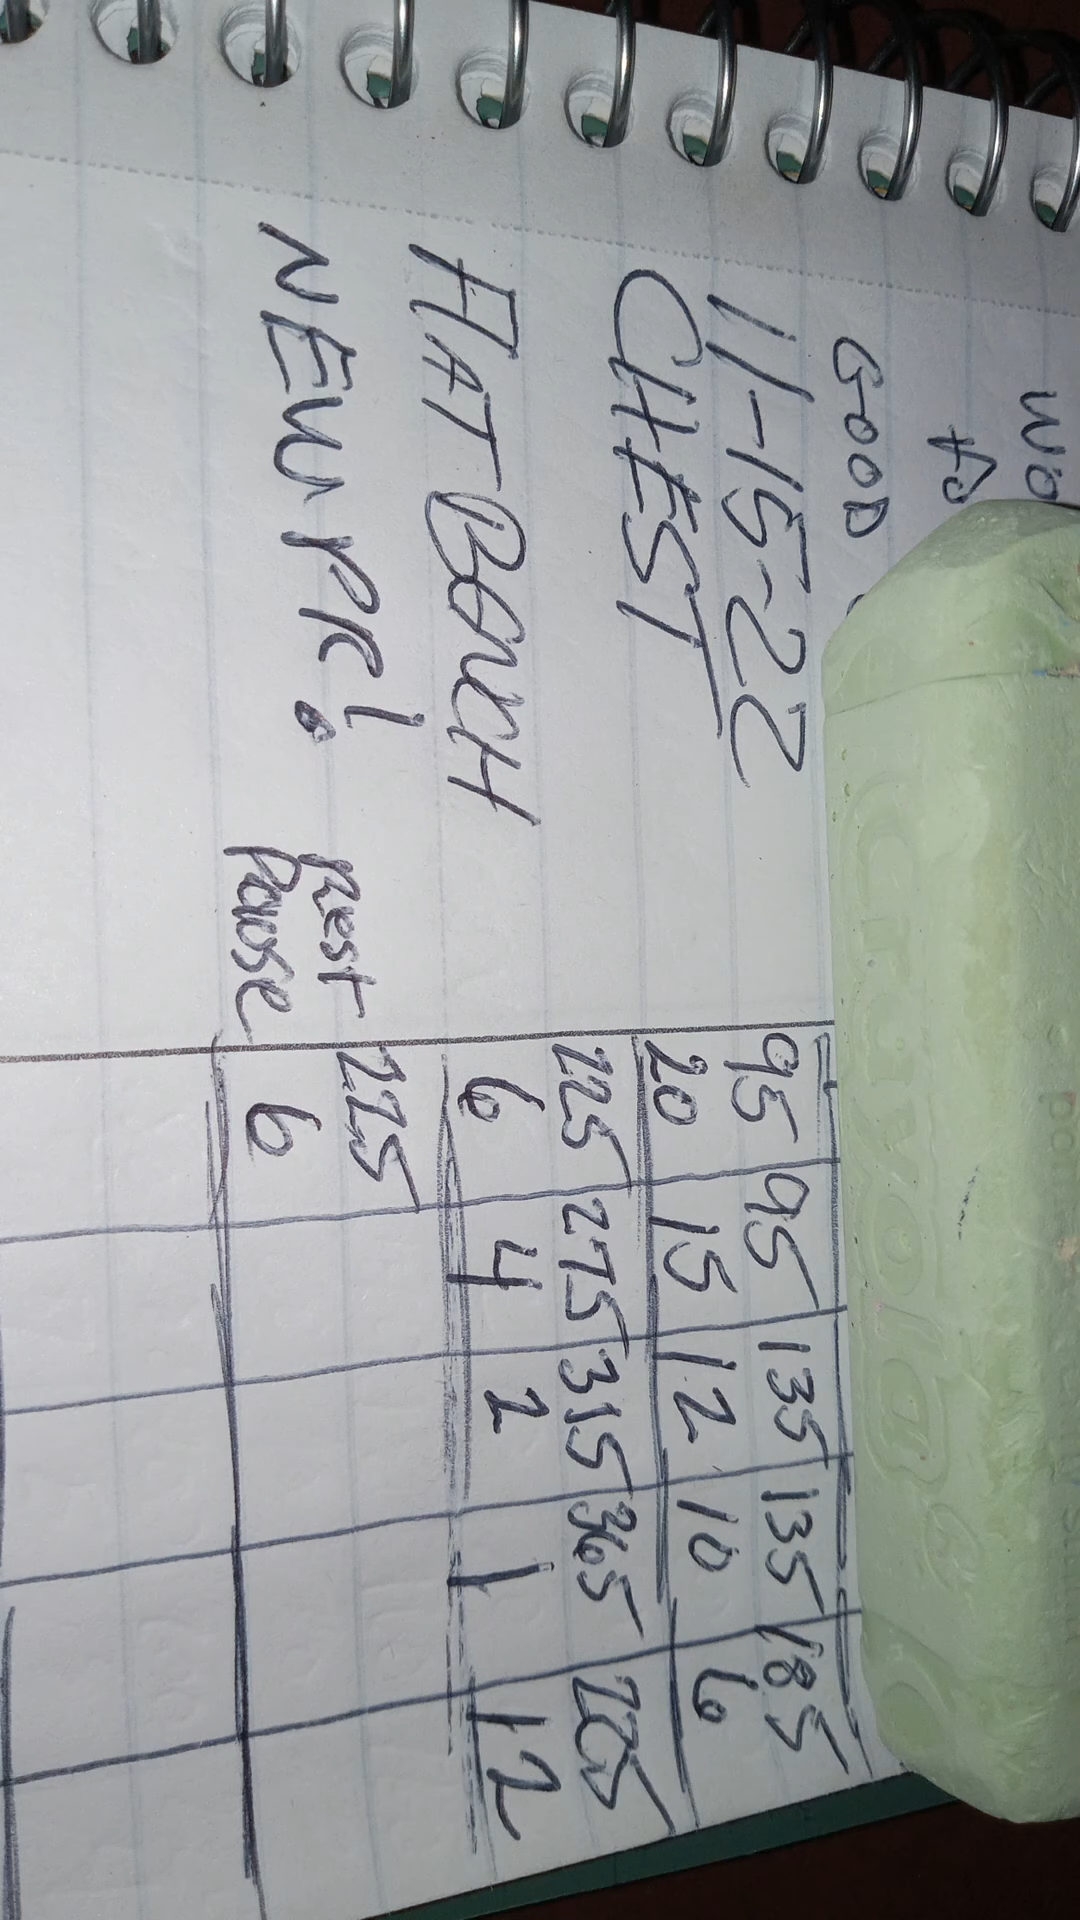 GOOD
11-15-22
CHEST
95 95 135 135 185
20 15 12 10 6
FLAT BENCH
225 275 315 365 225
6 4 2 1 12
NEW PR!
Rest 225
Pause 6
Crayola